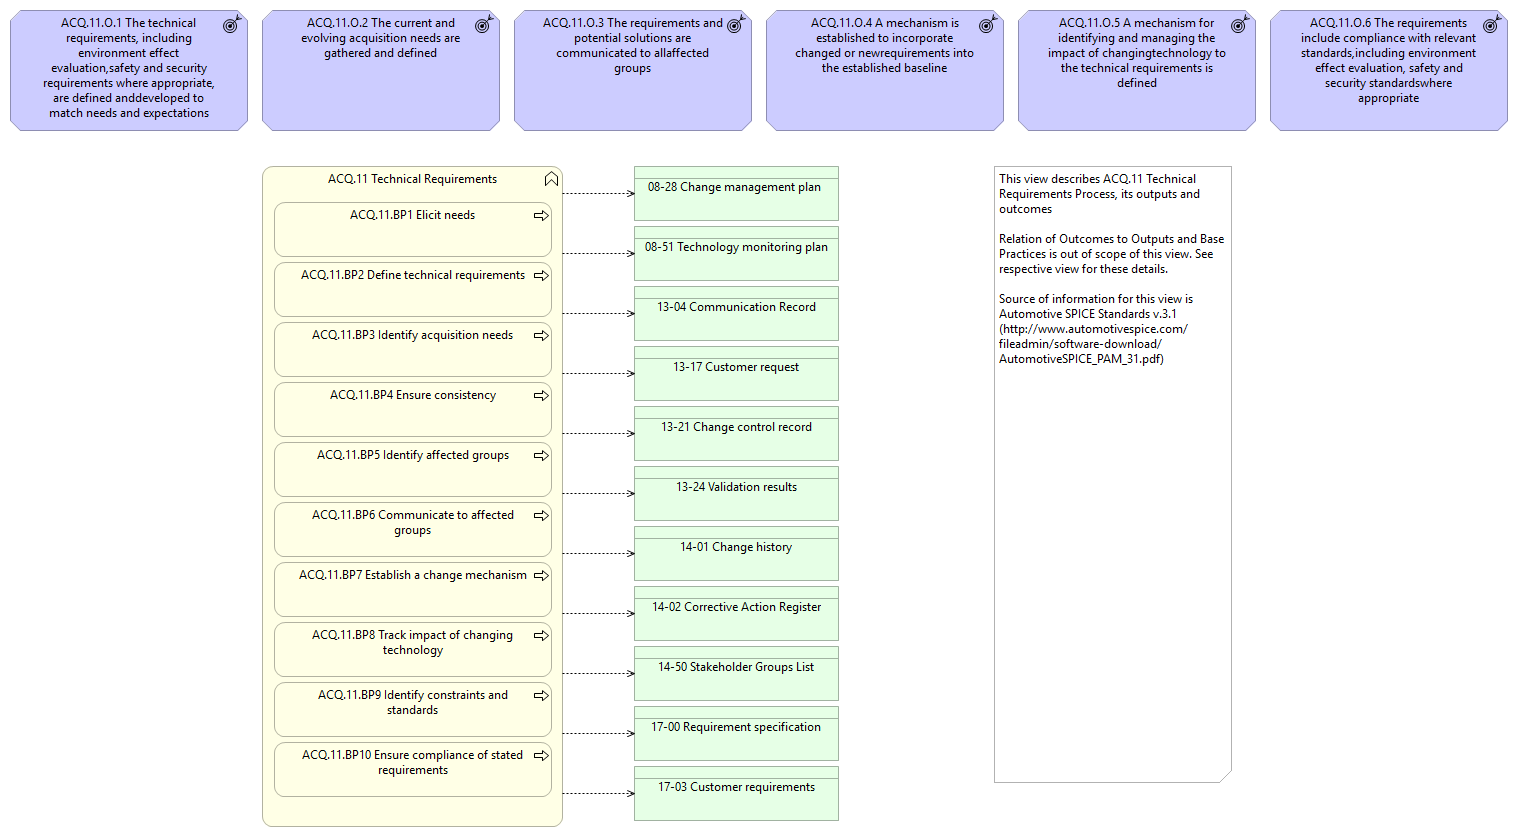 ACQ.11.O.1 The technical
requirements, including
environment effect
evaluation,safety and security
requirements where appropriate,
are defined anddeveloped to
match needs and expectations
ACQ.11.O.2 The current and
evolving acquisition needs are
gathered and defined
ACQ.11.O.3 The requirements and
potential solutions are
communicated to allaffected
groups
ACQ.11.O.4 A mechanism is
established to incorporate
changed or newrequirements into
the established baseline
ACQ.11.O.5 A mechanism for
identifying and managing the
impact of changingtechnology to
the technical requirements is
defined
ACQ.11.O.6 The requirements
include compliance with relevant
standards,including environment
effect evaluation, safety and
security standardswhere
appropriate
ACQ.11 Technical Requirements
ACQ.11.BP1 Elicit needs
ACQ.11.BP2 Define technical requirements
ACQ.11.BP3 Identify acquisition needs
ACQ.11.BP4 Ensure consistency
ACQ.11.BP5 Identify affected groups
ACQ.11.BP6 Communicate to affected
groups
ACQ.11.BP7 Establish a change mechanism
ACQ.11.BP8 Track impact of changing
technology
ACQ.11.BP9 Identify constraints and
standards
ACQ.11.BP10 Ensure compliance of stated
requirements
08-28 Change management plan
08-51 Technology monitoring plan
13-04 Communication Record
13-17 Customer request
13-21 Change control record
13-24 Validation results
14-01 Change history
14-02 Corrective Action Register
14-50 Stakeholder Groups List
17-00 Requirement specification
17-03 Customer requirements
This view describes ACQ.11 Technical
Requirements Process, its outputs and
outcomes
Relation of Outcomes to Outputs and Base
Practices is out of scope of this view. See
respective view for these details.
Source of information for this view is
Automotive SPICE Standards v.3.1
(http://www.automotivespice.com/
fileadmin/software-download/
AutomotiveSPICE_PAM_31.pdf)